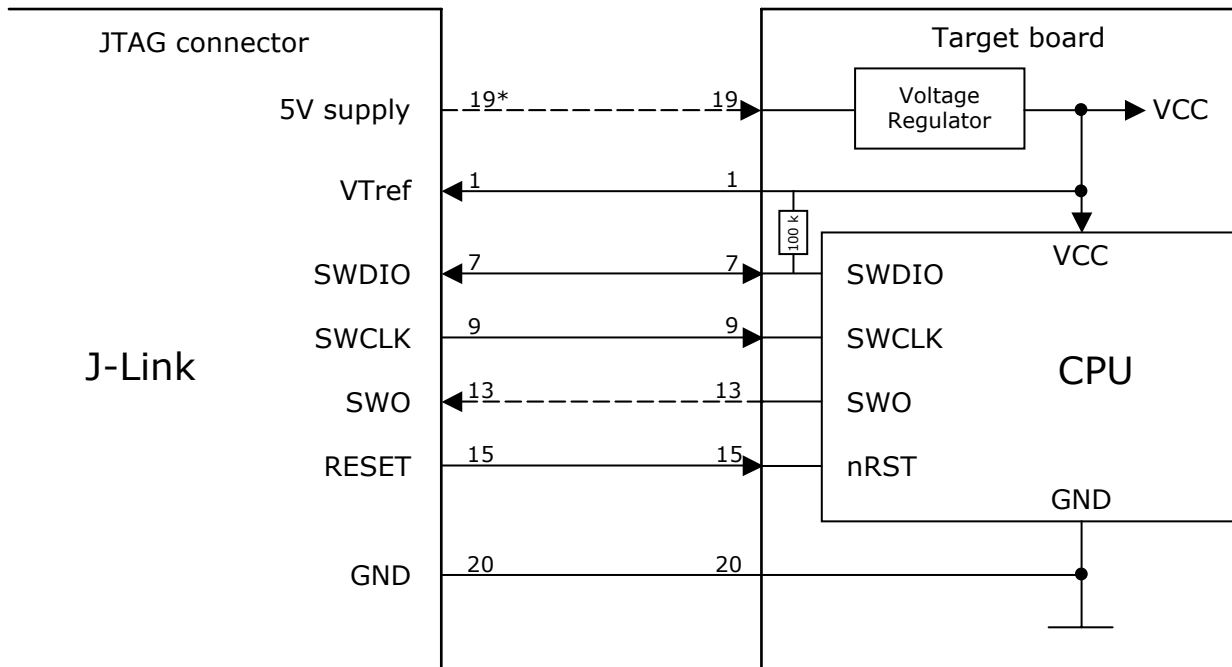 JTAG connector
Target board
5V supply
19*
19
Voltage
Regulator
VCC
VTref
1
1
100 k
VCC
SWDIO
7
7
SWDIO
SWCLK
9
9
SWCLK
J-Link
CPU
SWO
13
13
SWO
RESET
15
15
nRST
GND
GND
20
20